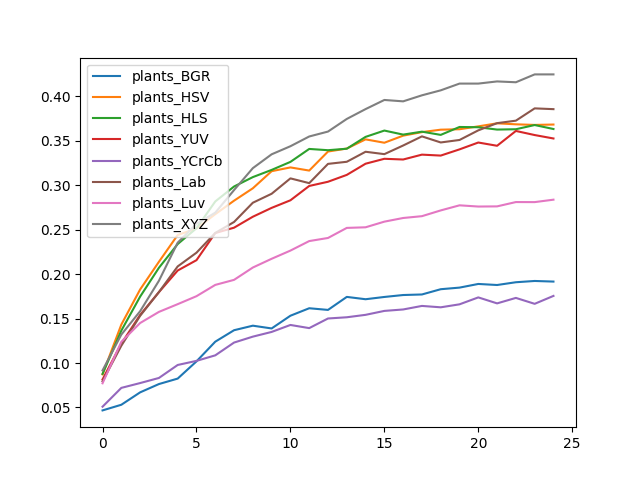 plants_BGR
plants_HSV
plants_HLS
plants_YUV
plants_YCrCb
plants_Lab
plants_Luv
plants_XYZ
0.40
0.35
0.30
0.25
0.20
0.15
0.10
0.05
0 5 10 15 20 25